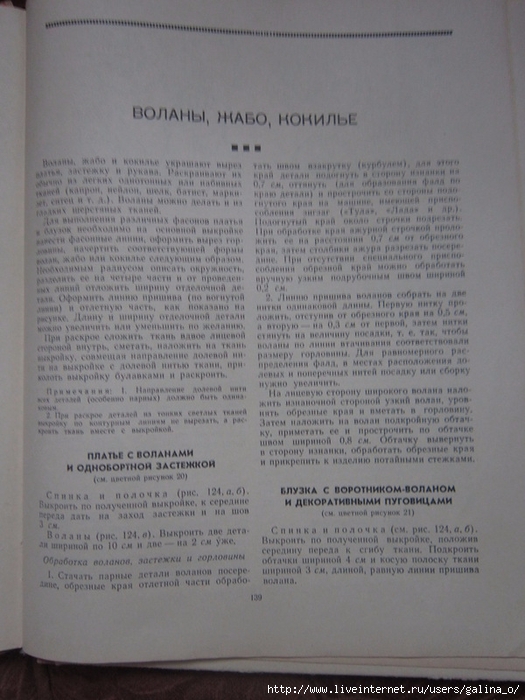 ВОЛАНЫ, ЖАБО, КОКИЛЬЕ
Воланы, жабо и кокилье украшают вырез
платья, застежку и рукава. Раскраивают их
обычно из легких однотонных или набивных
тканей (капрон, нейлон, шелк, батист, марки-
зет, ситец и т. д.). Воланы можно делать и из
гладких шерстяных тканей.
Для выполнения различных фасонов платья
и блузок необходимо на основной выкройке
нанести фасонные линии, оформить вырез гор-
ловины, начертить соответствующей формы
волан, жабо или кокилье следующим образом.
Необходимым радиусом описать окружность,
разделить ее на четыре части и от проведен-
ных линий отложить ширину отделочной де-
тали. Оформить линию пришива (по вогнутой
линии) и отлетную часть, как показано на
рисунке. Длину и ширину отделочной детали
можно увеличить или уменьшить по желанию.
При раскрое сложить ткань вдвое лицевой
стороной внутрь, сметать, наложить на ткань
выкройку, совмещая направление долевой ни-
ти на выкройке с долевой нитью ткани, при-
колоть выкройку булавками и раскроить.
Примечания: 1. Направление долевой нити
всех деталей (особенно парных) должно быть одина-
ковым.
2. При раскрое деталей из тонких светлых тканей
выкройку по контурным линиям не вырезать, а рас-
кроить ткань вместе с выкройкой.
ПЛАТЬЕ С ВОЛАНАМИ
И ОДНОБОРТНОЙ ЗАСТЕЖКОЙ
(см. цветной рисунок 20)
Спинка и полочка (рис. 124, а, б).
Выкроить по полученной выкройке, к середине
переда дать на заход застежки и на шов
3 см.
Воланы (рис. 124, в). Выкроить две дета-
ли шириной по 10 см и две — на 2 см уже.
Обработка воланов, застежки и горловины
1. Стачать парные детали воланов посере-
дине, обрезные края отлетной части обрабо-
тать швом взакрутку (курбулем), для этого
край детали подогнуть в сторону изнанки на
0,7 см, оттянуть (для образования фалд по
краю детали) и прострочить со стороны подо-
гнутого края на машине, имеющей приспо-
собления зигзаг («Тула», «Лада» и др.).
Подогнутый край около строчки подрезать.
При обработке края ажурной строчкой проло-
жить ее на расстоянии 0,7 см от обрезного
края, затем столбики ажура разрезать посере-
дине. При отсутствии специального приспо-
собления обрезной край можно обработать
вручную узким подрубочным швом шириной
0,2 см.
2. Линию пришива воланов собрать на две
нитки одинаковой длины. Первую нитку про-
ложить, отступив от обрезного края на 0,5 см,
а вторую — на 0,3 см от первой, затем нитки
стянуть на величину посадки, т. е. так, чтобы
воланы по линии втачивания соответствовали
размеру горловины. Для равномерного рас-
пределения фалд, в местах расположения до-
левых и поперечных нитей посадку или сборку
нужно увеличить.
На лицевую сторону широкого волана нало-
жить изнаночной стороной узкий волан, уров-
нять обрезные края и вметать в горловину.
Затем наложить на волан подкройную обтач-
ку, приметать ее и прострочить по обтачке
швом шириной 0,8 см. Обтачку вывернуть
в сторону изнанки, обработать обрезные края
и прикрепить к изделию потайными стежками.
БЛУЗКА С ВОРОТНИКОМ-ВОЛАНОМ
И ДЕКОРАТИВНЫМИ ПУГОВИЦАМИ
(см. цветной рисунок 21)
Спинка и полочка (см. рис. 124, а, б).
Выкроить по полученной выкройке, положив
середину переда к сгибу ткани. Подкроить
обтачки шириной 4 см и косую полоску ткани
шириной 3 см, длиной, равную линии пришива
волана.
139
http://www.liveinternet.ru/users/galina_o/